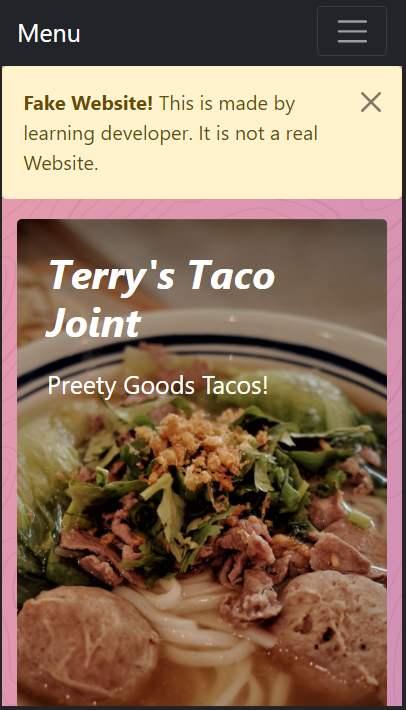 Menu
Fake Website! This is made by
learning developer. It is not a real
Website.
Terry's Taco
Joint
Preety Goods Tacos!